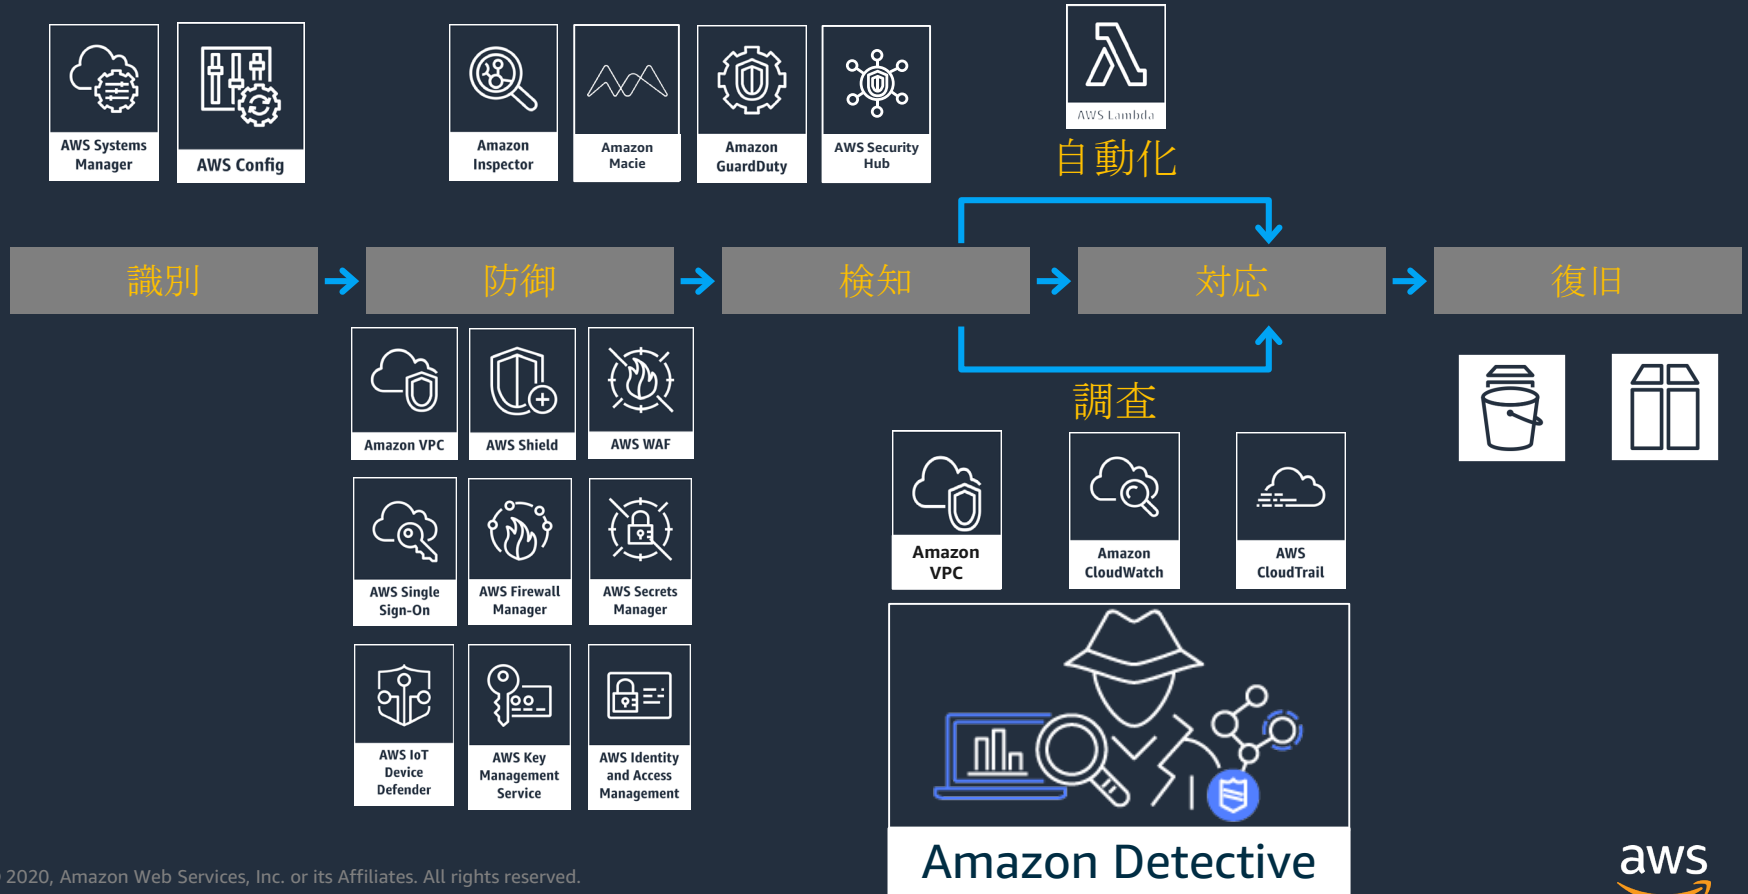 AWS Systems
Manager
AWS Config
Amazon
Inspector
Amazon
Macie
Amazon
GuardDuty
AWS Security
Hub
AWS Lambda
自動化
識別
防御
検知
対応
復旧
Amazon VPC
AWS Shield
AWS WAF
AWS Single
Sign-On
AWS Firewall
Manager
AWS Secrets
Manager
AWS IoT
Device
Defender
AWS Key
Management
Service
AWS Identity
and Access
Management
調査
Amazon
VPC
Amazon
CloudWatch
AWS
CloudTrail
Amazon Detective
2020, Amazon Web Services, Inc. or its Affiliates. All rights reserved.
aws